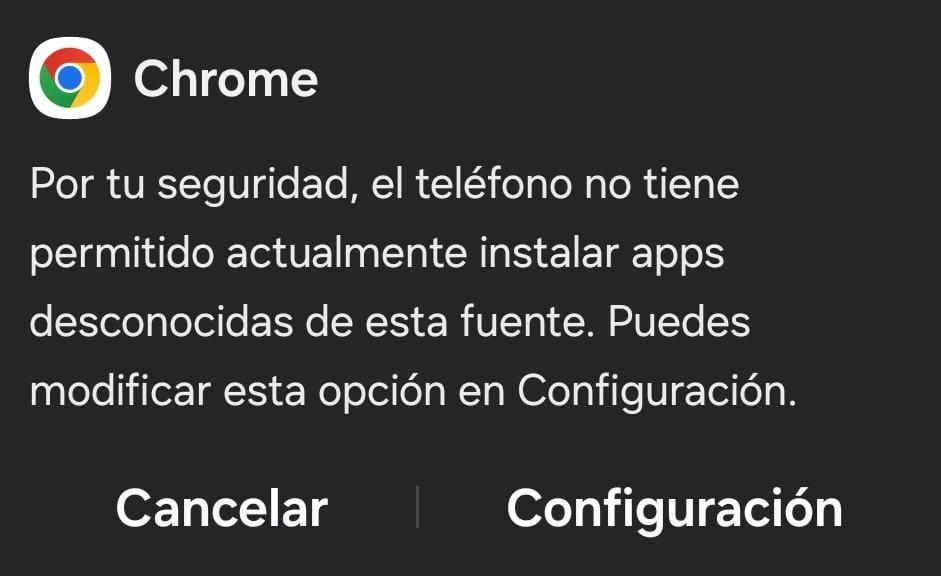 Chrome
Por tu seguridad, el teléfono no tiene
permitido actualmente instalar apps
desconocidas de esta fuente. Puedes
modificar esta opción en Configuración.
Cancelar
Configuración